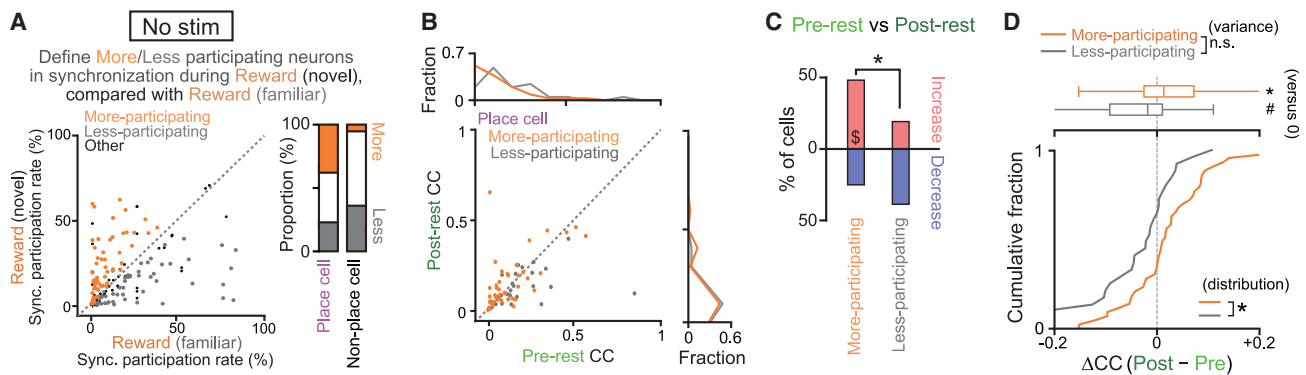 A
No stim
Define More/Less participating neurons
in synchronization during Reward (novel),
compared with Reward (familiar)
More-participating
Less-participating
Other
Reward (novel)
Sync. participation rate (%)
100
50
0
0
50
100
Reward (familiar)
Sync. participation rate (%)
Proportion (%)
100
0
More
Less
Place cell
Non-place cell
B
Fraction
0.7
0
Place cell
More-participating
Less-participating
Post-rest CC
1
0.5
0
0
0.5
1
Pre-rest CC
0
0.6
Fraction
C
Pre-rest vs Post-rest
% of cells
50
0
50
*
$
Increase
Decrease
More-participating
Less-participating
D
More-participating
Less-participating
(variance)
n.s.
*
#
(versus 0)
Cumulative fraction
1
0
(distribution)
*
-0.2
0
+0.2
ΔCC (Post − Pre)